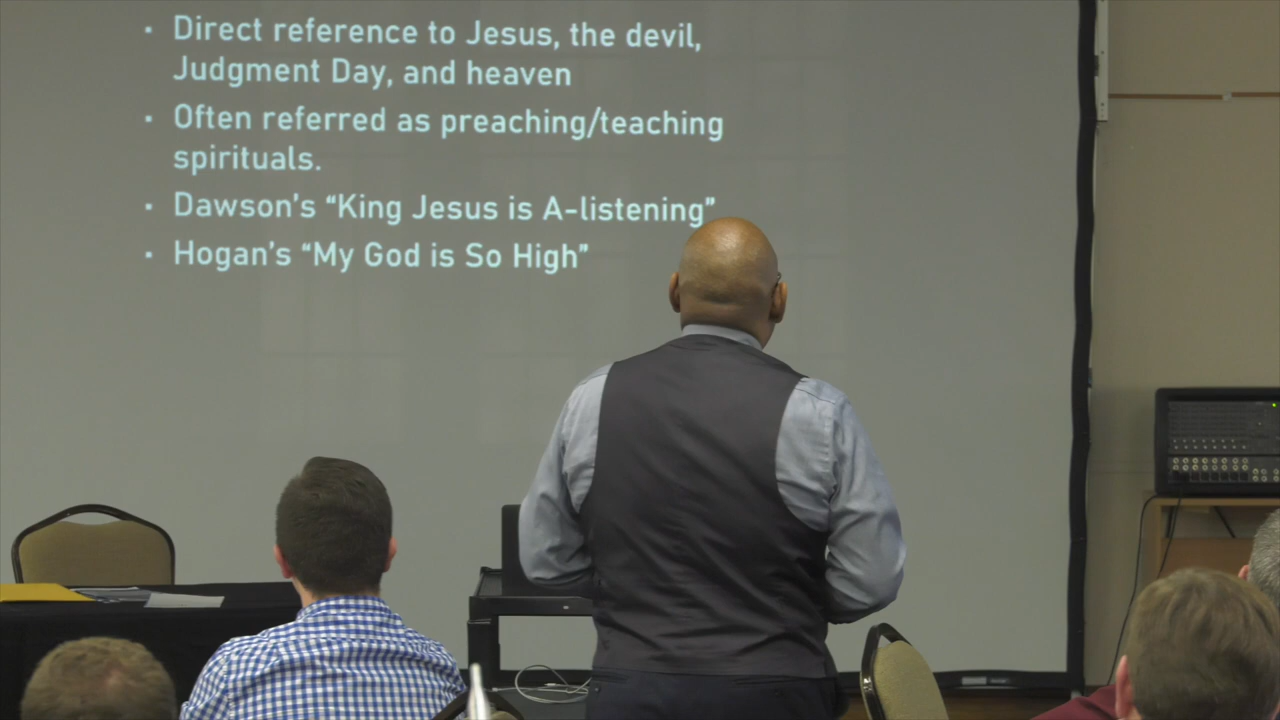 ▪ Direct reference to Jesus, the devil,
Judgment Day, and heaven
▪ Often referred as preaching/teaching
spirituals.
▪ Dawson's “King Jesus is A-listening”
▪ Hogan's “My God is So High”